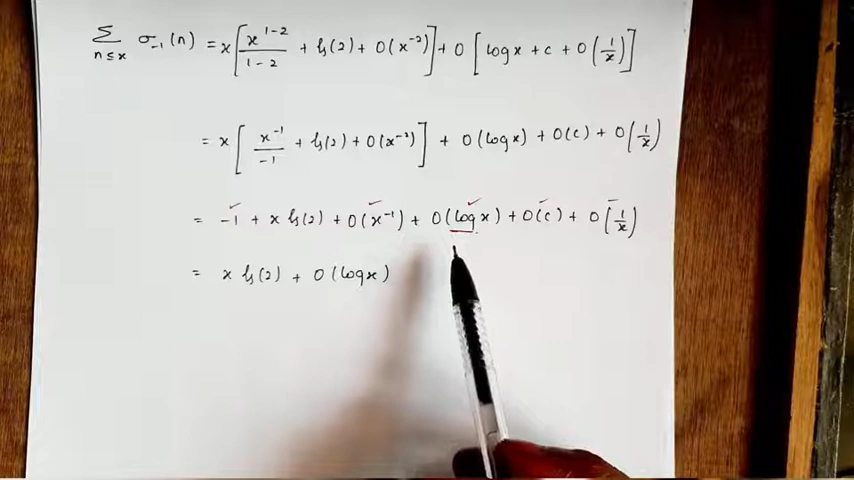 ∑_{n≤x} σ₋₁(n) = x[x^{1-2}/(1-2) + ζ(2) + O(x⁻²)] + O[log x + c + O(1/x)]
= x[x⁻¹/-1 + ζ(2) + O(x⁻²)] + O(log x) + O(c) + O(1/x)
= -1 + x ζ(2) + O(x⁻¹) + O(log x) + O(c) + O(1/x)
= x ζ(2) + O(log x)